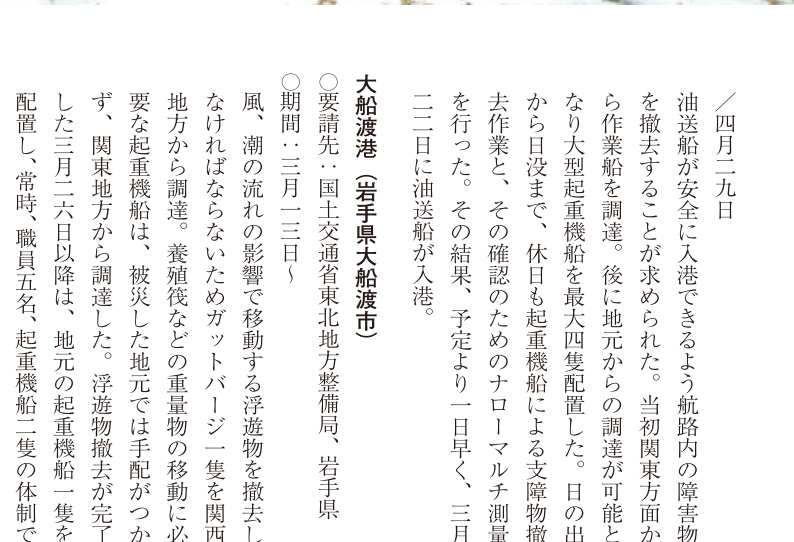 ／四月二九日
油送船が安全に入港できるよう航路内の障害物
を撤去することが求められた。当初関東方面か
ら作業船を調達。後に地元からの調達が可能と
なり大型起重機船を最大四隻配置した。日の出
から日没まで、休日も起重機船による支障物撤
去作業と、その確認のためのナローマルチ測量
を行った。その結果、予定より一日早く、三月
二二日に油送船が入港。
大船渡港（岩手県大船渡市）
○要請先：国土交通省東北地方整備局、岩手県
○期間：三月一三日～
風、潮の流れの影響で移動する浮遊物を撤去し
なければならないためガットバージ一隻を関西
地方から調達。養殖筏などの重量物の移動に必
要な起重機船は、被災した地元では手配がつか
ず、関東地方から調達した。浮遊物撤去が完了
した三月二六日以降は、地元の起重機船一隻を
配置し、常時、職員五名、起重機船二隻の体制で